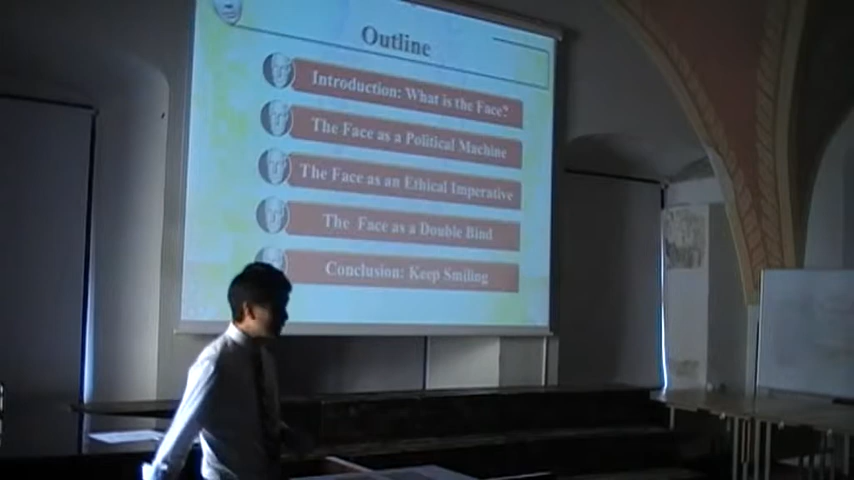 Outline
Introduction: What is the Face?
The Face as a Political Machine
The Face as an Ethical Imperative
The Face as a Double Bind
Conclusion: Keep Smiling